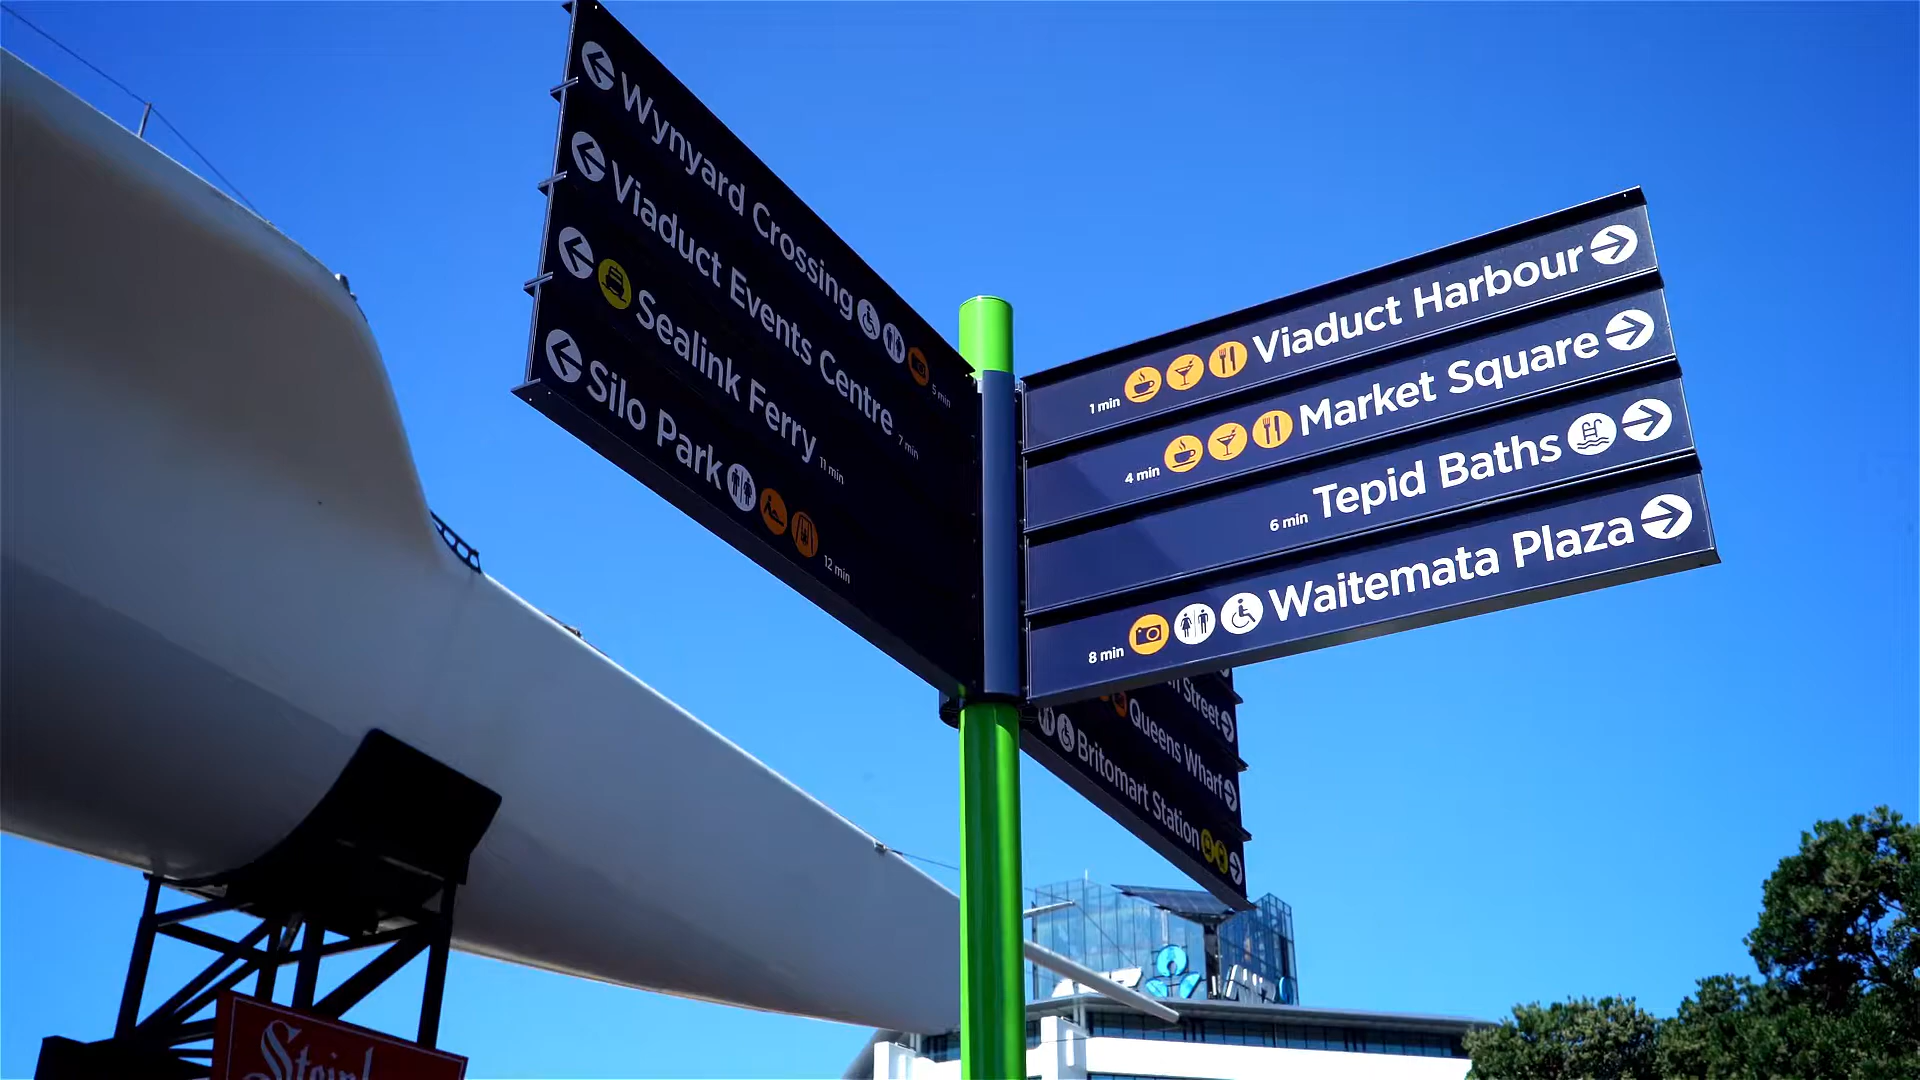 Wynyard Crossing 5 min
Viaduct Events Centre 7 min
Sealink Ferry 11 min
Silo Park 12 min
1 min Viaduct Harbour
4 min Market Square
6 min Tepid Baths
8 min Waitemata Plaza
Street
Queens Wharf
Britomart Station